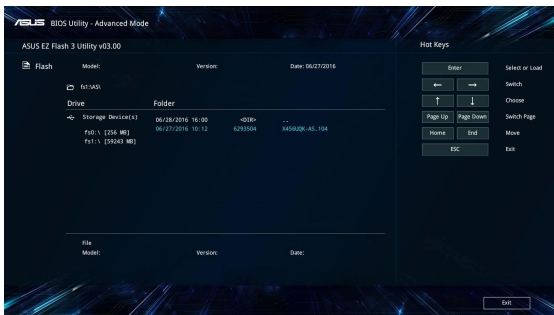 ASUS BIOS Utility - Advanced Mode
ASUS EZ Flash 3 Utility v03.00
Hot Keys
Flash
Model: Version: Date: 06/27/2016
fs1:\AS\
Drive Folder
Storage Device(s)
fs0:\ [256 MB]
fs1:\ [59243 MB]
06/28/2016 16:00 <DIR> ..
06/27/2016 10:12 6293504 X456UQK-AS.104
File
Model: Version: Date:
Enter Select or Load
← → Switch
↑ ↓ Choose
Page Up Page Down Switch Page
Home End Move
ESC Exit
Exit